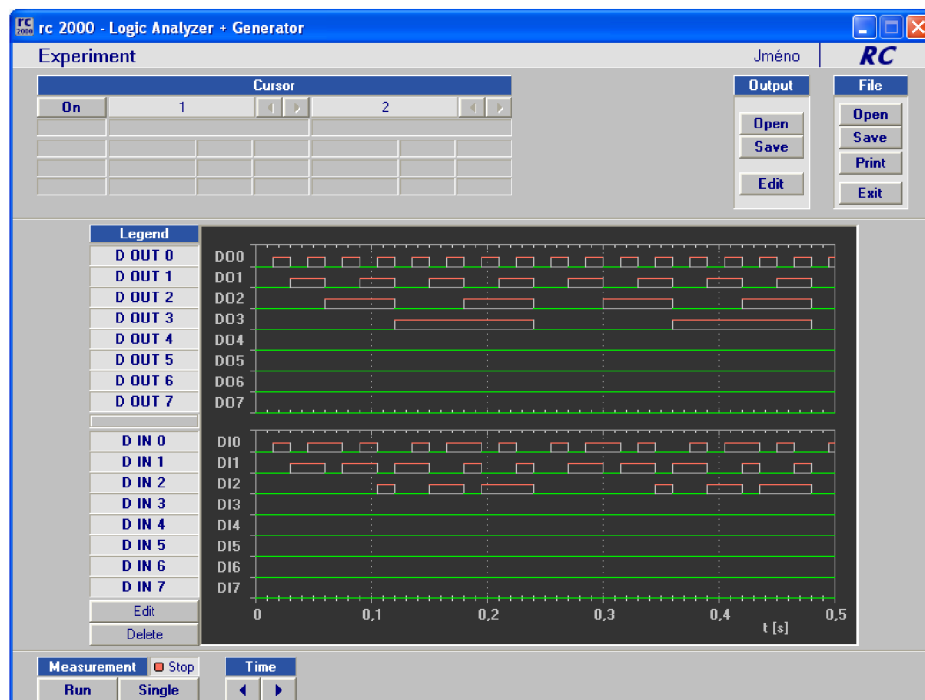 rc 2000 rc 2000 - Logic Analyzer + Generator
Experiment Jméno RC
Cursor
On 1 2
Output
Open
Save
Edit
File
Open
Save
Print
Exit
Legend
D OUT 0 DO0
D OUT 1 DO1
D OUT 2 DO2
D OUT 3 DO3
D OUT 4 DO4
D OUT 5 DO5
D OUT 6 DO6
D OUT 7 DO7
D IN 0 DI0
D IN 1 DI1
D IN 2 DI2
D IN 3 DI3
D IN 4 DI4
D IN 5 DI5
D IN 6 DI6
D IN 7 DI7
Edit
Delete
0 0,1 0,2 0,3 0,4 0,5
t [s]
Measurement Stop
Run Single
Time